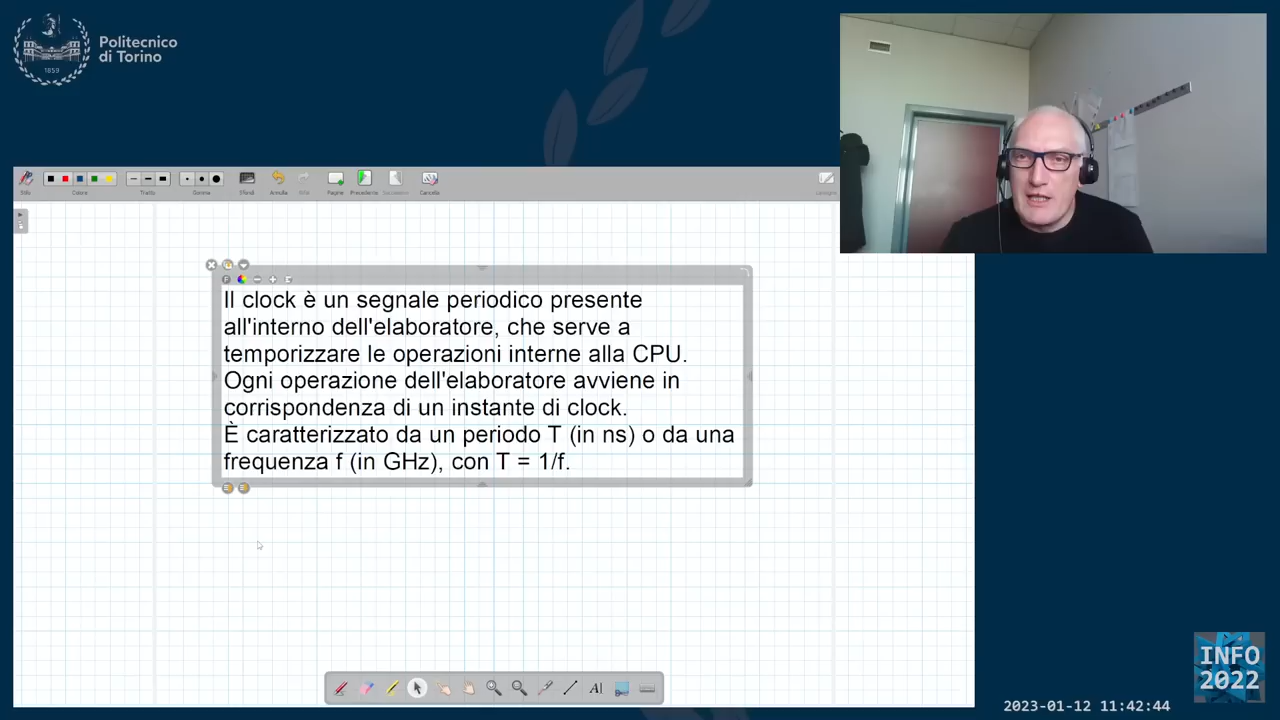 Politecnico
di Torino
1859
Il clock è un segnale periodico presente
all'interno dell'elaboratore, che serve a
temporizzare le operazioni interne alla CPU.
Ogni operazione dell'elaboratore avviene in
corrispondenza di un instante di clock.
È caratterizzato da un periodo T (in ns) o da una
frequenza f (in GHz), con T = 1/f.
INFO
2022
2023-01-12 11:42:44